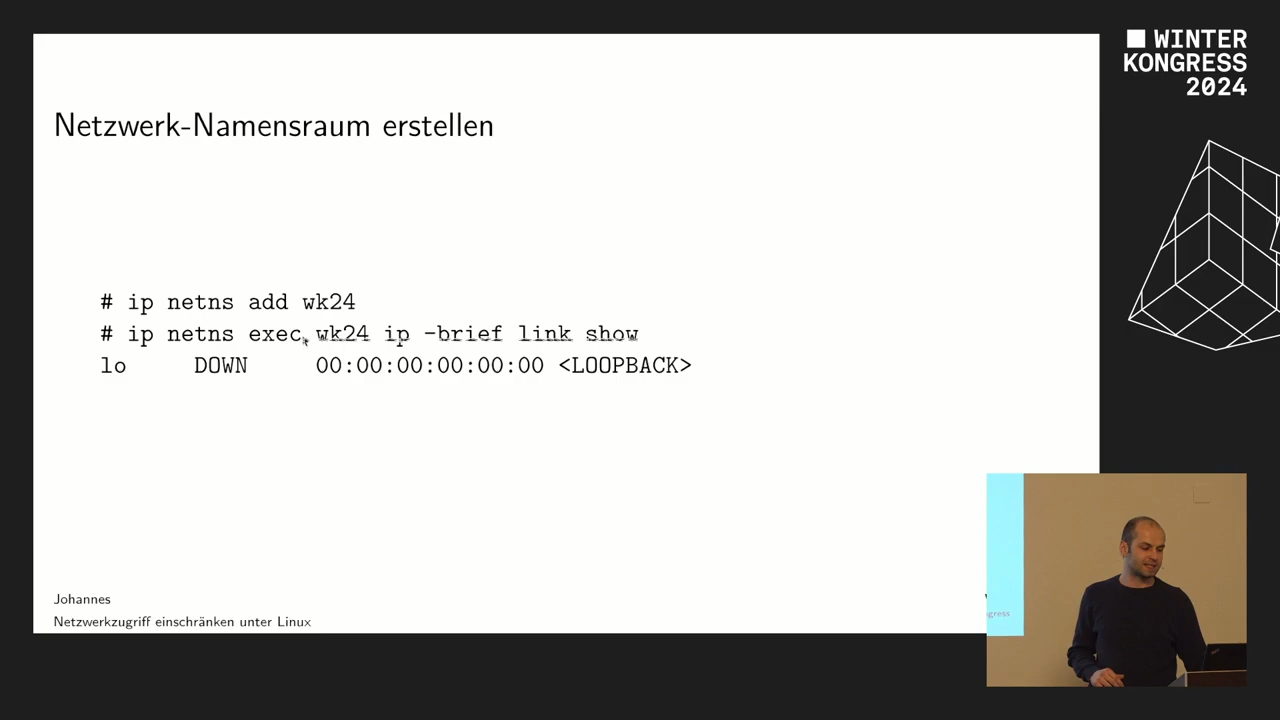 WINTER
KONGRESS
2024
Netzwerk-Namensraum erstellen
# ip netns add wk24
# ip netns exec wk24 ip -brief link show
lo DOWN 00:00:00:00:00:00 <LOOPBACK>
Johannes
Netzwerkzugriff einschränken unter Linux
gress